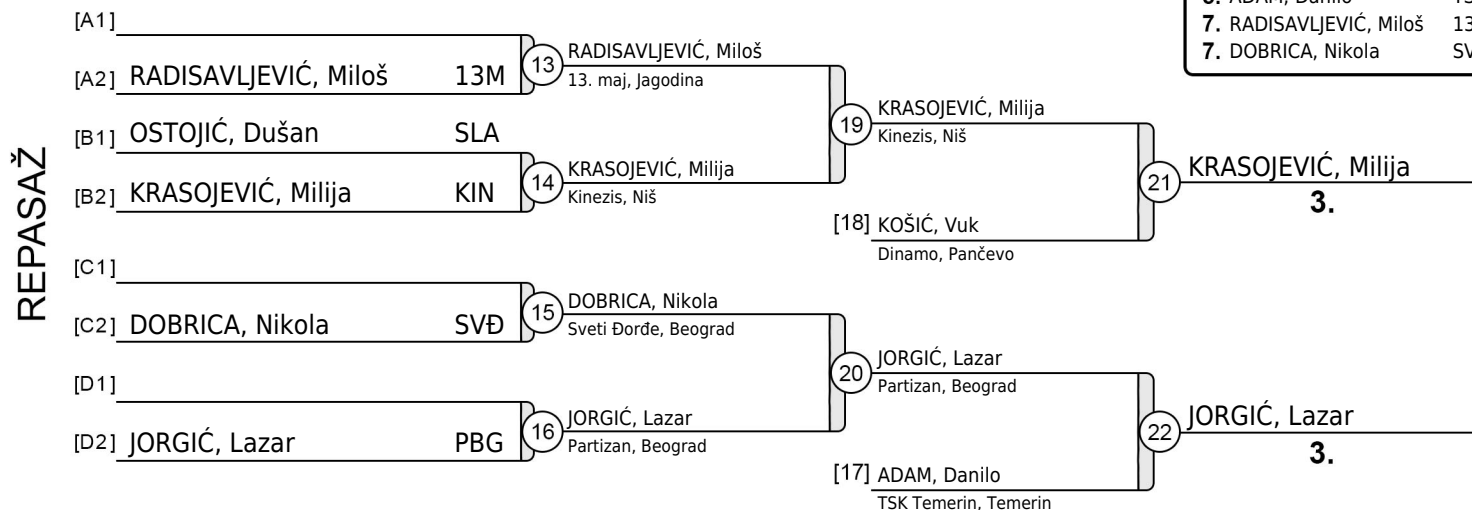 7. RADISAVLJEVIĆ, Miloš 13
7. DOBRICA, Nikola SV
REPASAŽ
[A1]
[A2] RADISAVLJEVIĆ, Miloš 13M
13
RADISAVLJEVIĆ, Miloš
13. maj, Jagodina
[B1] OSTOJIĆ, Dušan SLA
[B2] KRASOJEVIĆ, Milija KIN
14
KRASOJEVIĆ, Milija
Kinezis, Niš
19
KRASOJEVIĆ, Milija
Kinezis, Niš
[18] KOŠIĆ, Vuk
Dinamo, Pančevo
21
KRASOJEVIĆ, Milija
3.
[C1]
[C2] DOBRICA, Nikola SVĐ
15
DOBRICA, Nikola
Sveti Đorđe, Beograd
[D1]
[D2] JORGIĆ, Lazar PBG
16
JORGIĆ, Lazar
Partizan, Beograd
20
JORGIĆ, Lazar
Partizan, Beograd
[17] ADAM, Danilo
TSK Temerin, Temerin
22
JORGIĆ, Lazar
3.